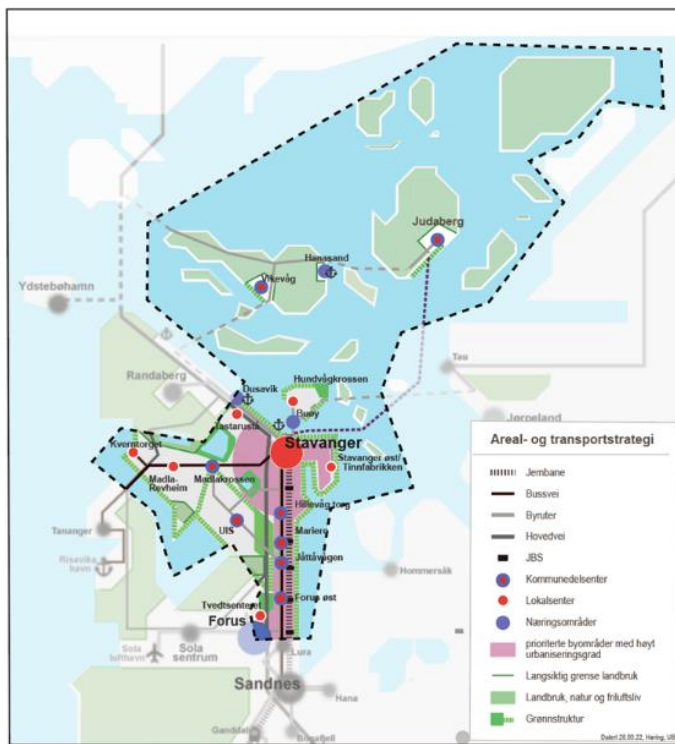 Judaberg
Hanasand
Vikevåg
Ydstebøhamn
Tau
Randaberg
Dusavik
Hundvågkrossen
Jørpeland
Buøy
Tastarustå
Stavanger
Kverntorget
Stavanger øst/
Tinnfabrikken
Madla-
Revheim
Madlakrossen
Hillevåg torg
Tananger
UIS
Mariero
Risavika
havn
Jåttåvågen
Hommersåk
Forus øst
Tvedtsenteret
Forus
Sola
lufthavn
Sola
sentrum
Lura
Sandnes
Hana
Ganddal
Bogafjell
Areal- og transportstrategi
Jernbane
Bussvei
Byruter
Hovedvei
JBS
Kommunedelsenter
Lokalsenter
Næringsområder
prioriterte byområder med høyt
urbaniseringsgrad
Langsiktig grense landbruk
Landbruk, natur og friluftsliv
Grønnstruktur